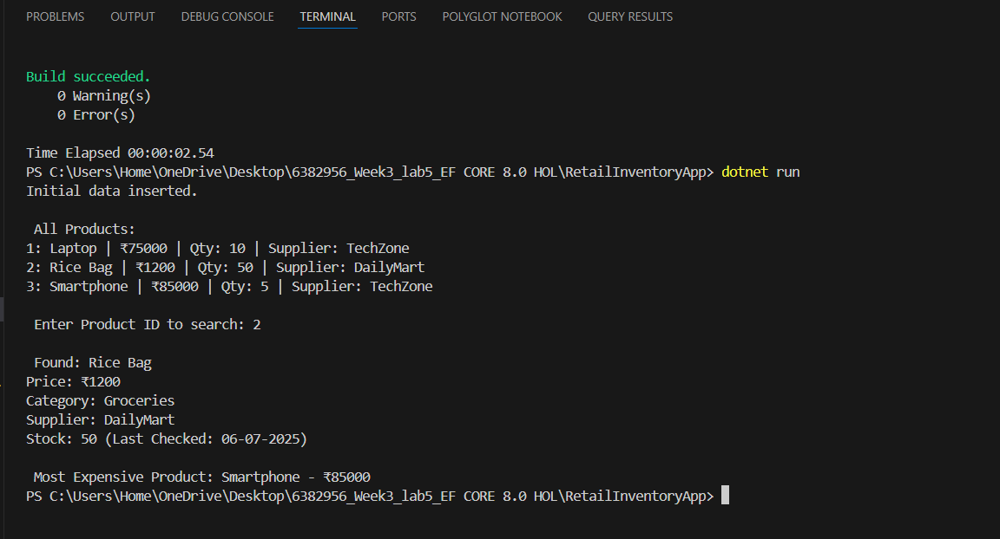 PROBLEMS OUTPUT DEBUG CONSOLE TERMINAL PORTS POLYGLOT NOTEBOOK QUERY RESULTS
Build succeeded.
0 Warning(s)
0 Error(s)
Time Elapsed 00:00:02.54
PS C:\Users\Home\OneDrive\Desktop\6382956_Week3_lab5_EF CORE 8.0 HOL\RetailInventoryApp> dotnet run
Initial data inserted.
All Products:
1: Laptop | ₹75000 | Qty: 10 | Supplier: TechZone
2: Rice Bag | ₹1200 | Qty: 50 | Supplier: DailyMart
3: Smartphone | ₹85000 | Qty: 5 | Supplier: TechZone
Enter Product ID to search: 2
Found: Rice Bag
Price: ₹1200
Category: Groceries
Supplier: DailyMart
Stock: 50 (Last Checked: 06-07-2025)
Most Expensive Product: Smartphone - ₹85000
PS C:\Users\Home\OneDrive\Desktop\6382956_Week3_lab5_EF CORE 8.0 HOL\RetailInventoryApp>